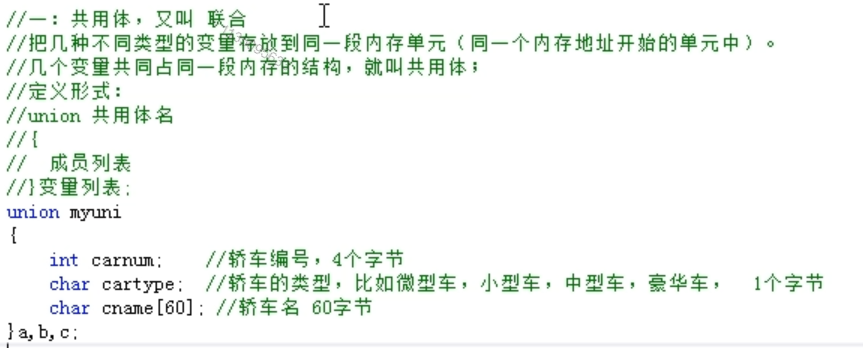 //一：共用体，又叫 联合
//把几种不同类型的变量存放到同一段内存单元（同一个内存地址开始的单元中）。
//几个变量共同占同一段内存的结构，就叫共用体；
//定义形式：
//union 共用体名
//{
//  成员列表
//}变量列表;
union myuni
{
    int carnum;    //轿车编号，4个字节
    char cartype;  //轿车的类型，比如微型车，小型车，中型车，豪华车，  1个字节
    char cname[60]; //轿车名 60字节
}a,b,c;